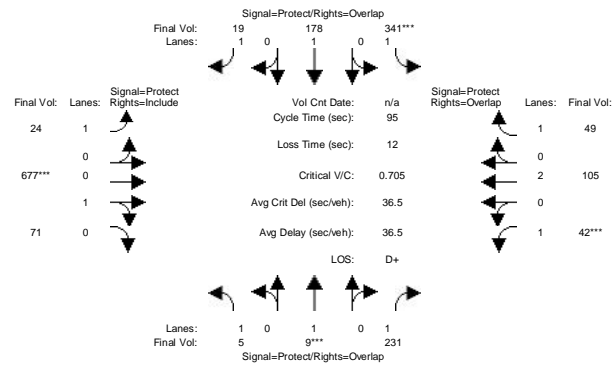 Signal=Protect/Rights=Overlap
Final Vol: 19 178 341***
Lanes: 1 0 1 0 1
Signal=Protect
Final Vol: Lanes: Rights=Include
Vol Cnt Date: n/a
Signal=Protect
Rights=Overlap Lanes: Final Vol:
24 1
Cycle Time (sec): 95
1 49
0
Loss Time (sec): 12
0
677*** 0
Critical V/C: 0.705
2 105
1
Avg Crit Del (sec/veh): 36.5
0
71 0
Avg Delay (sec/veh): 36.5
1 42***
LOS: D+
Lanes: 1 0 1 0 1
Final Vol: 5 9*** 231
Signal=Protect/Rights=Overlap